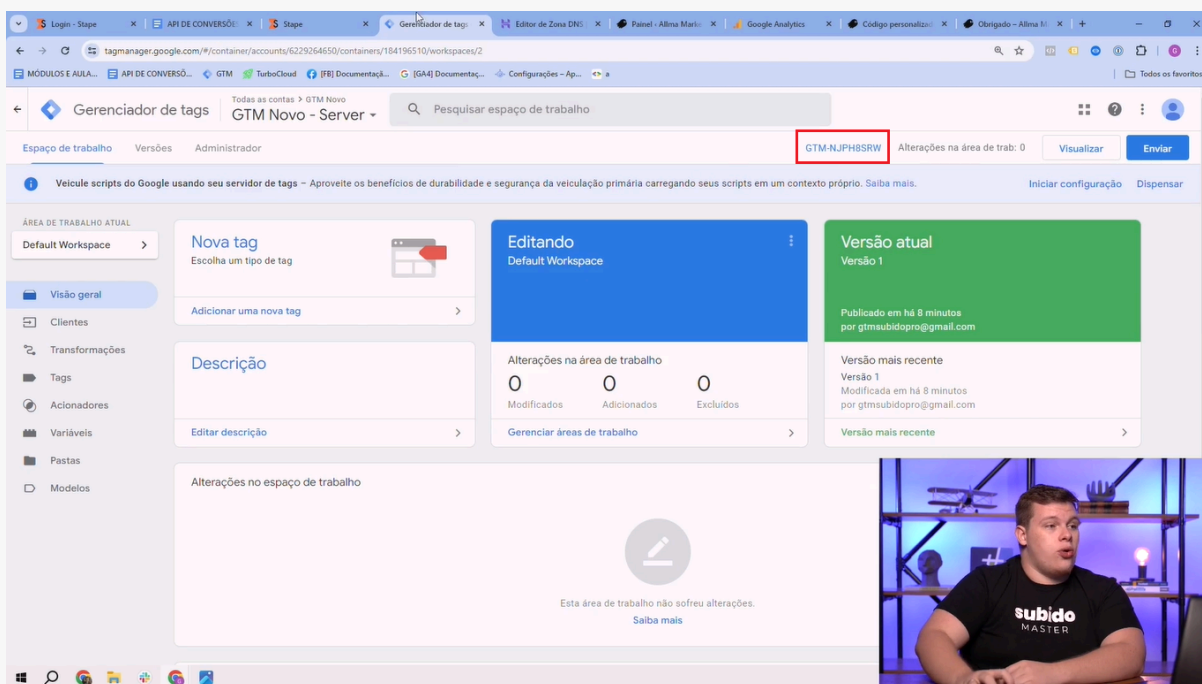 Login - Stape
API DE CONVERSÕE
Stape
Gerenciador de tags
Editor de Zona DNS
Painel ‹ Allma Marke
Google Analytics
Código personalizad
Obrigado – Allma M
tagmanager.google.com/#/container/accounts/6229264650/containers/184196510/workspaces/2
MÓDULOS E AULA...
API DE CONVERSÕ...
GTM
TurboCloud
[FB] Documentaçã...
[GA4] Documentaç...
Configurações – Ap...
a
Todos os favoritos
Gerenciador de tags
Todas as contas > GTM Novo
GTM Novo - Server
Pesquisar espaço de trabalho
Espaço de trabalho
Versões
Administrador
GTM-NJPH8SRW
Alterações na área de trab: 0
Visualizar
Enviar
Veicule scripts do Google usando seu servidor de tags – Aproveite os benefícios de durabilidade e segurança da veiculação primária carregando seus scripts em um contexto próprio. Saiba mais.
Iniciar configuração
Dispensar
ÁREA DE TRABALHO ATUAL
Default Workspace
Visão geral
Clientes
Transformações
Tags
Acionadores
Variáveis
Pastas
Modelos
Nova tag
Escolha um tipo de tag
Adicionar uma nova tag
Descrição
Editar descrição
Editando
Default Workspace
Alterações na área de trabalho
0
0
0
Modificados
Adicionados
Excluídos
Gerenciar áreas de trabalho
Versão atual
Versão 1
Publicado em há 8 minutos
por gtmsubidopro@gmail.com
Versão mais recente
Versão 1
Modificada em há 8 minutos
por gtmsubidopro@gmail.com
Versão mais recente
Alterações no espaço de trabalho
Esta área de trabalho não sofreu alterações.
Saiba mais
subido
MASTER